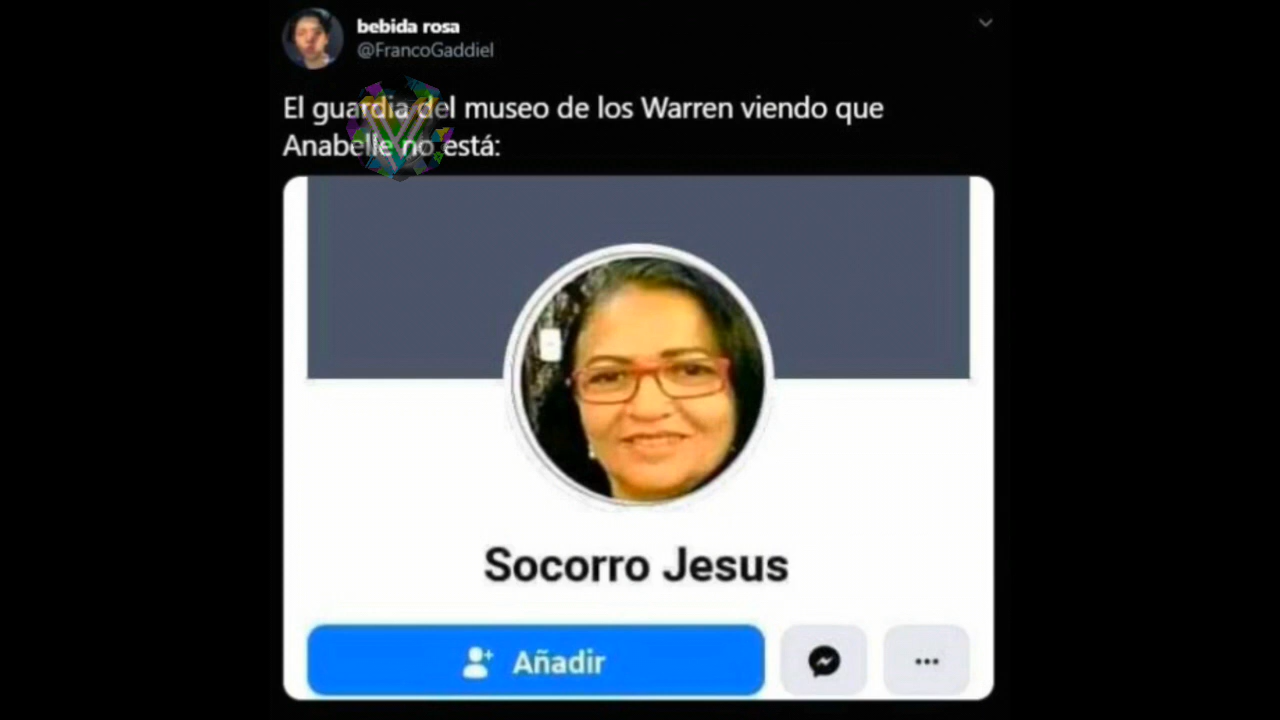 bebida rosa
@FrancoGaddiel
El guardia del museo de los Warren viendo que
Anabelle no está:
Socorro Jesus
Añadir